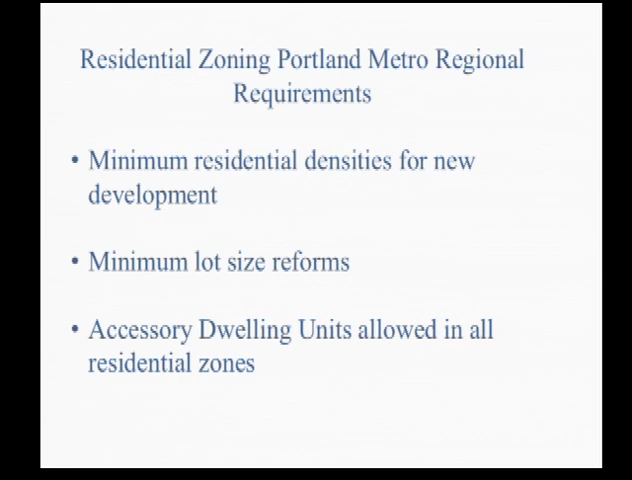 Residential Zoning Portland Metro Regional
Requirements
• Minimum residential densities for new
development
• Minimum lot size reforms
• Accessory Dwelling Units allowed in all
residential zones